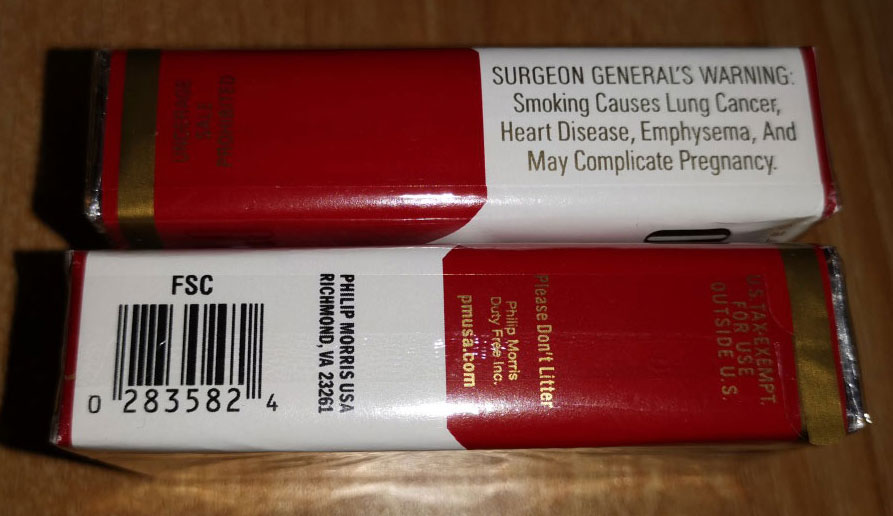 SURGEON GENERAL'S WARNING:
Smoking Causes Lung Cancer,
Heart Disease, Emphysema, And
May Complicate Pregnancy.
FSC
0 283582 4
PHILIP MORRIS USA
RICHMOND, VA 23261
Please Don't Litter
Philip Morris
Duty Free Inc.
pmusa.com
U.S. TAX-EXEMPT,
FOR USE
OUTSIDE U.S.